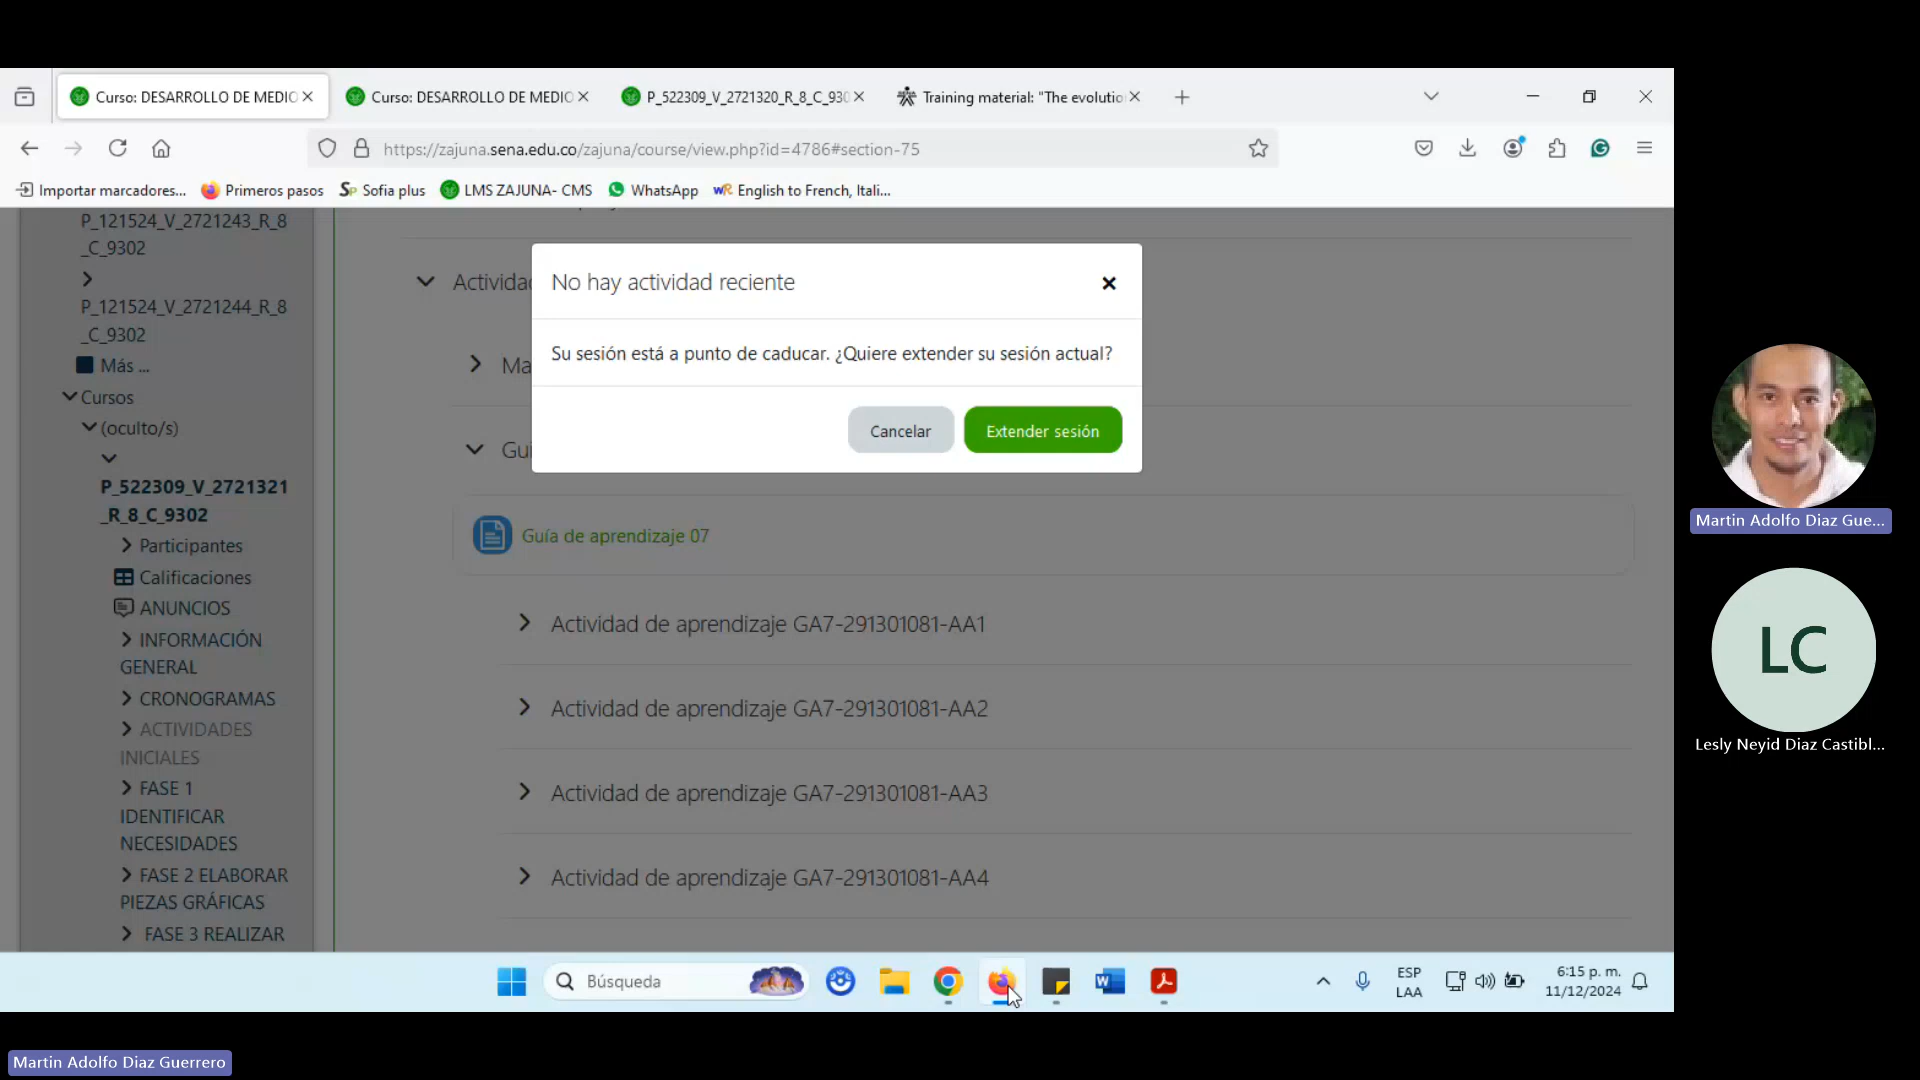 Curso: DESARROLLO DE MEDIO
Curso: DESARROLLO DE MEDIO
P_522309_V_2721320_R_8_C_930
Training material: "The evolutio
https://zajuna.sena.edu.co/zajuna/course/view.php?id=4786#section-75
Importar marcadores...
Primeros pasos
Sofia plus
LMS ZAJUNA- CMS
WhatsApp
English to French, Itali...
P_121524_V_2721243_R_8
_C_9302
P_121524_V_2721244_R_8
_C_9302
Más ...
Cursos
(oculto/s)
P_522309_V_2721321
_R_8_C_9302
Participantes
Calificaciones
ANUNCIOS
INFORMACIÓN
GENERAL
CRONOGRAMAS
ACTIVIDADES
INICIALES
FASE 1
IDENTIFICAR
NECESIDADES
FASE 2 ELABORAR
PIEZAS GRÁFICAS
FASE 3 REALIZAR
Activida
No hay actividad reciente
Su sesión está a punto de caducar. ¿Quiere extender su sesión actual?
Cancelar
Extender sesión
Ma
Gu
Guía de aprendizaje 07
Actividad de aprendizaje GA7-291301081-AA1
Actividad de aprendizaje GA7-291301081-AA2
Actividad de aprendizaje GA7-291301081-AA3
Actividad de aprendizaje GA7-291301081-AA4
Búsqueda
ESP
LAA
6:15 p. m.
11/12/2024
Martin Adolfo Diaz Gue...
LC
Lesly Neyid Diaz Castibl...
Martin Adolfo Diaz Guerrero